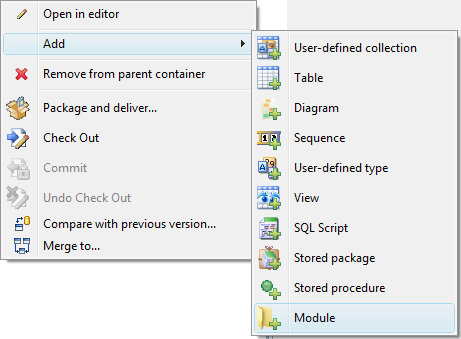 Open in editor
Add
Remove from parent container
Package and deliver...
Check Out
Commit
Undo Check Out
Compare with previous version...
Merge to...
User-defined collection
Table
Diagram
Sequence
User-defined type
View
SQL Script
Stored package
Stored procedure
Module